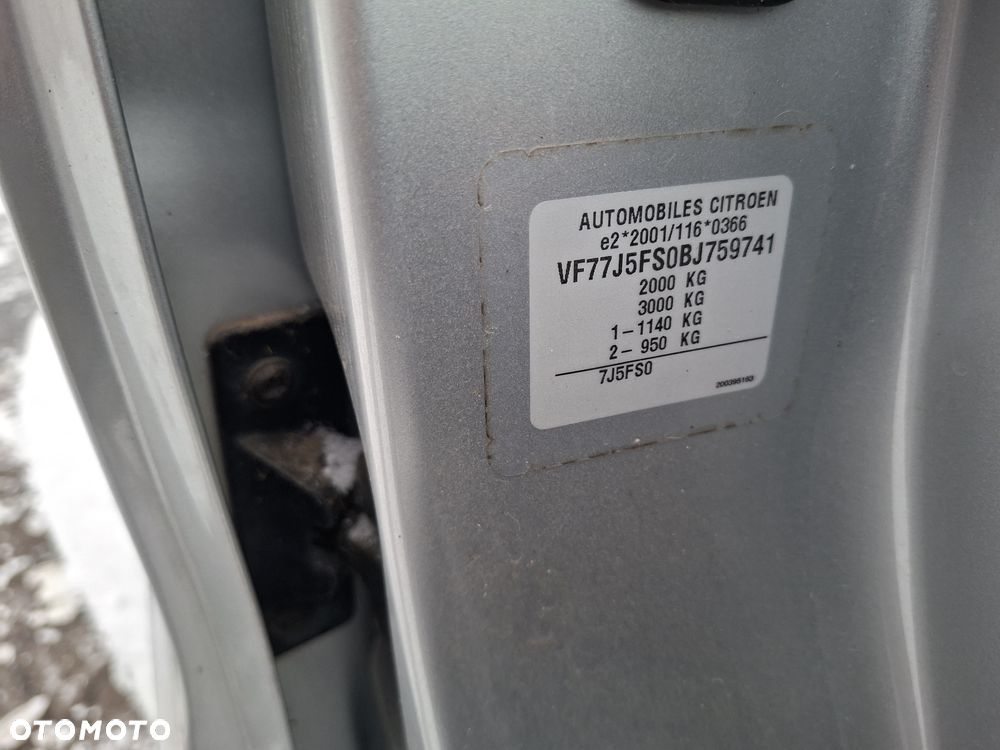 AUTOMOBILES CITROEN
e2*2001/116*0366
VF77J5FS0BJ759741
2000 KG
3000 KG
1-1140 KG
2- 950 KG
7J5FS0
200395163
OTOMOTO